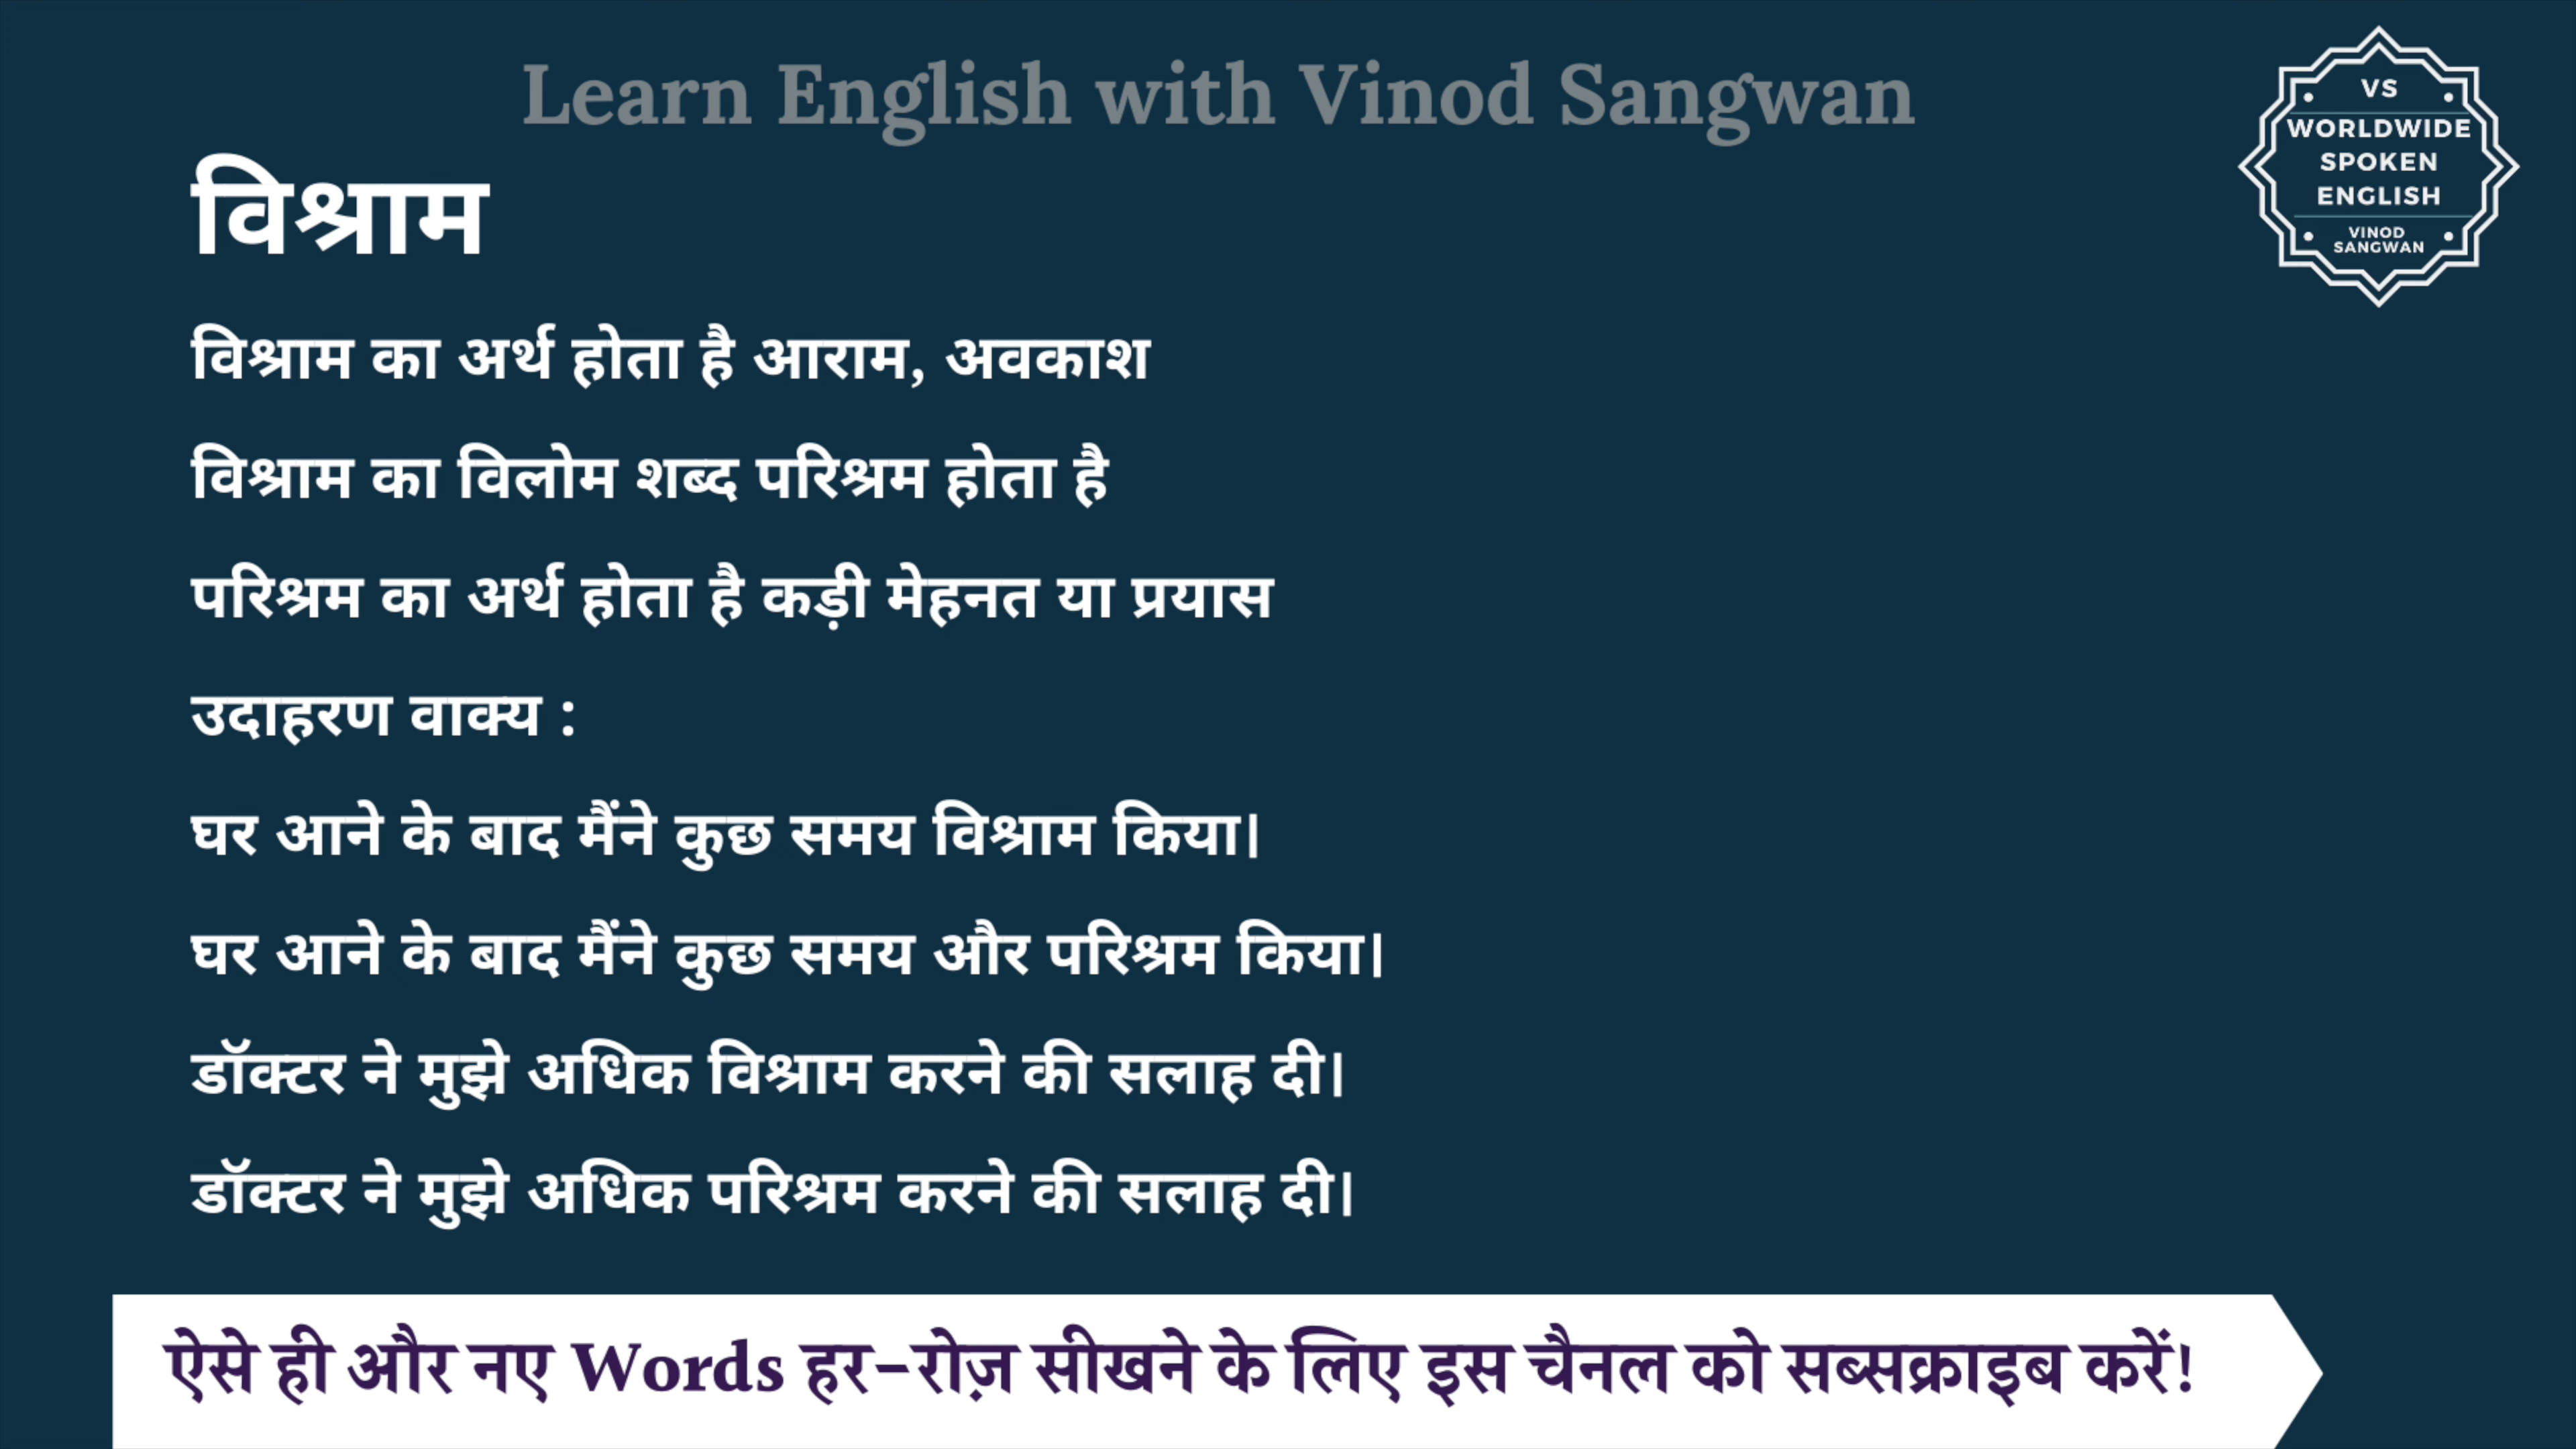 Learn English with Vinod Sangwan
VS
WORLDWIDE
SPOKEN
ENGLISH
VINOD
SANGWAN
विश्राम
विश्राम का अर्थ होता है आराम, अवकाश
विश्राम का विलोम शब्द परिश्रम होता है
परिश्रम का अर्थ होता है कड़ी मेहनत या प्रयास
उदाहरण वाक्य :
घर आने के बाद मैंने कुछ समय विश्राम किया।
घर आने के बाद मैंने कुछ समय और परिश्रम किया।
डॉक्टर ने मुझे अधिक विश्राम करने की सलाह दी।
डॉक्टर ने मुझे अधिक परिश्रम करने की सलाह दी।
ऐसे ही और नए Words हर-रोज़ सीखने के लिए इस चैनल को सब्सक्राइब करें!